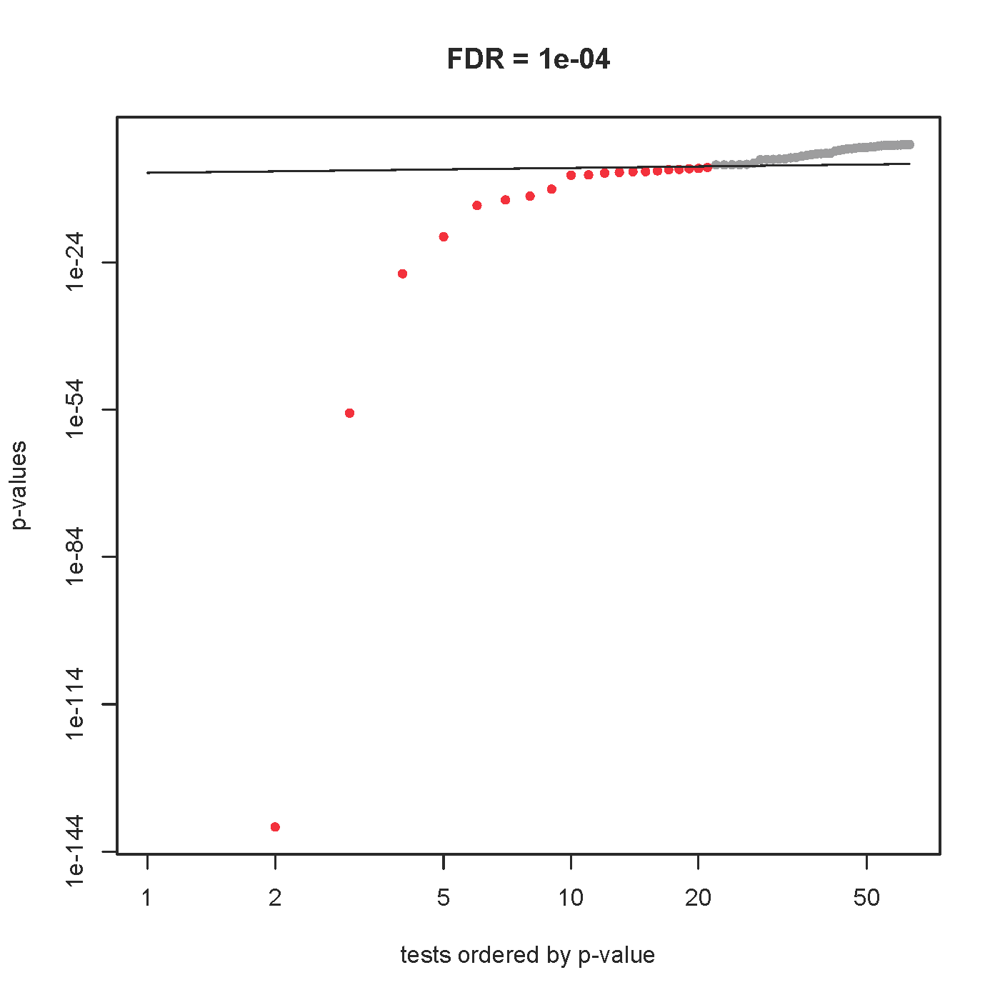 FDR = 1e-04
p-values
1e-24
1e-54
1e-84
1e-114
1e-144
1 2 5 10 20 50
tests ordered by p-value